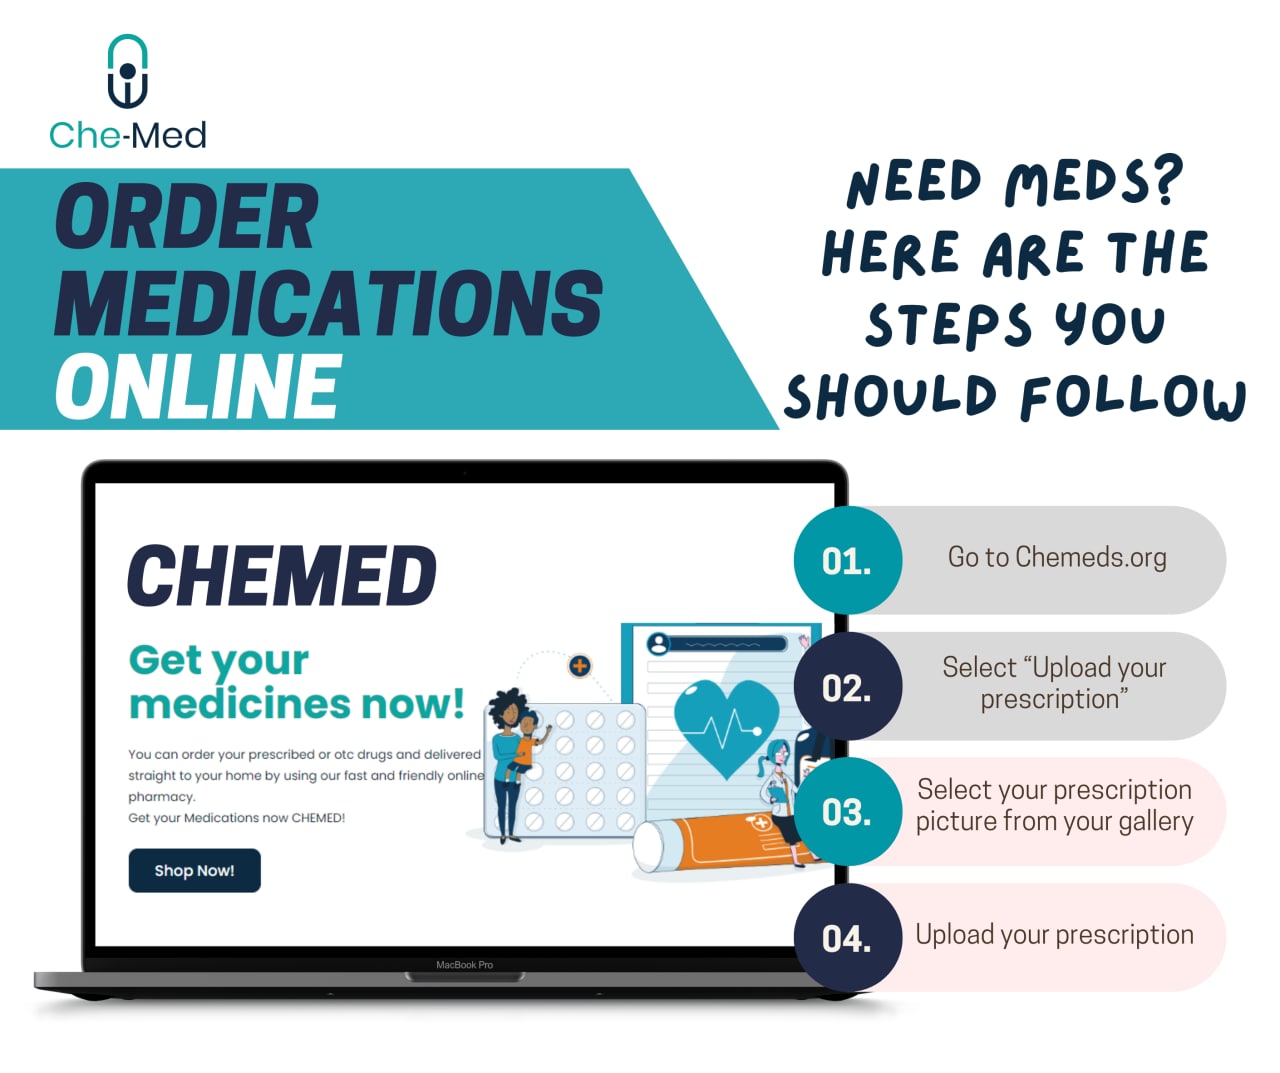 Che-Med
ORDER
MEDICATIONS
ONLINE
NEED MEDS?
HERE ARE THE
STEPS YOU
SHOULD FOLLOW
CHEMED
Get your
medicines now!
You can order your prescribed or otc drugs and delivered
straight to your home by using our fast and friendly online
pharmacy.
Get your Medications now CHEMED!
Shop Now!
MacBook Pro
01.
Go to Chemeds.org
02.
Select “Upload your
prescription”
03.
Select your prescription
picture from your gallery
04.
Upload your prescription